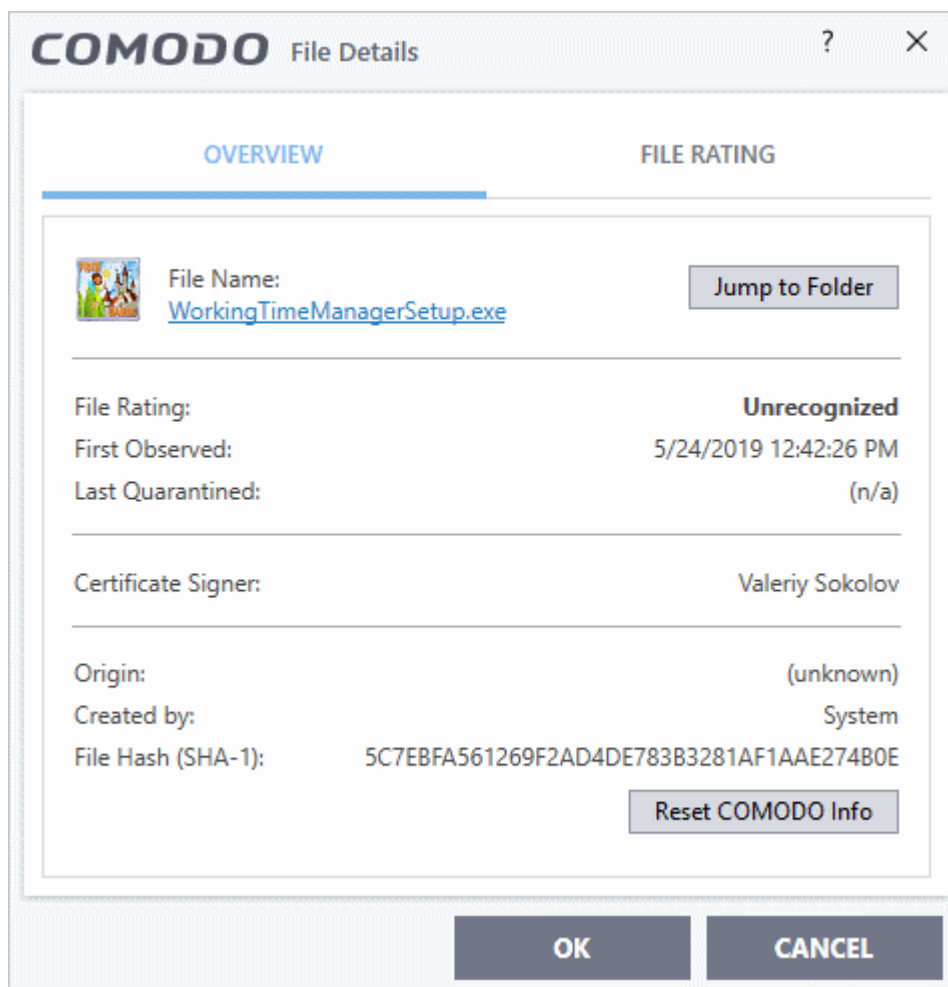 COMODO File Details ?
OVERVIEW FILE RATING
File Name: Jump to Folder
WorkingTimeManagerSetup.exe
File Rating: Unrecognized
First Observed: 5/24/2019 12:42:26 PM
Last Quarantined: (n/a)
Certificate Signer: Valeriy Sokolov
Origin: (unknown)
Created by: System
File Hash (SHA-1): 5C7EBFA561269F2AD4DE783B3281AF1AAE274B0E
Reset COMODO Info
OK CANCEL